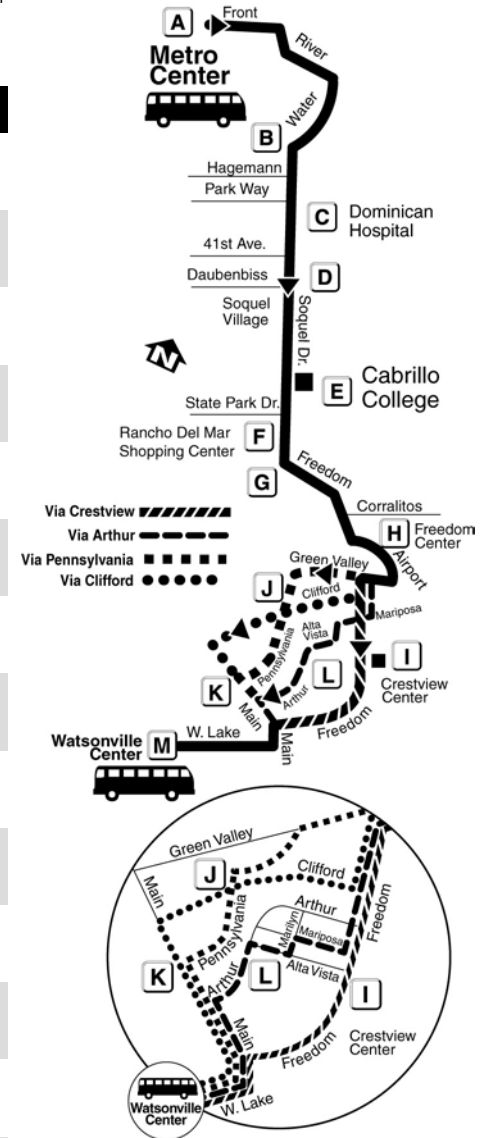 A
Front
River
Metro
Center
Water
B
Hagemann
Park Way
C
Dominican
Hospital
41st Ave.
Daubenbiss
D
Soquel
Village
Soquel Dr.
N
E
Cabrillo
College
State Park Dr.
F
Rancho Del Mar
Shopping Center
G
Freedom
Corralitos
H
Freedom
Center
Airport
Via Crestview
Via Arthur
Via Pennsylvania
Via Clifford
Green Valley
J
Clifford
Mariposa
Alta
Vista
Pennsylvania
I
Crestview
Center
L
Arthur
K
Main
Freedom
W. Lake
Main
Watsonville
Center
M
Green Valley
J
Clifford
Main
Arthur
Freedom
Marilyn
Mariposa
Pennsylvania
K
Arthur
L
Alta Vista
I
Main
Crestview
Center
Freedom
W. Lake
Watsonville
Center